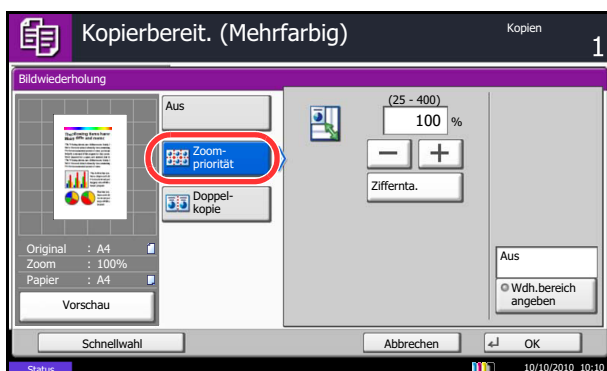 Kopierbereit. (Mehrfarbig)
Kopien
1
Bildwiederholung
Aus
Zoom-
priorität
Doppel-
kopie
(25 - 400)
100 %
Ziffernta.
Original : A4
Zoom : 100%
Papier : A4
Vorschau
Aus
Wdh.bereich
angeben
Schnellwahl
Abbrechen
OK
Status
10/10/2010 10:10